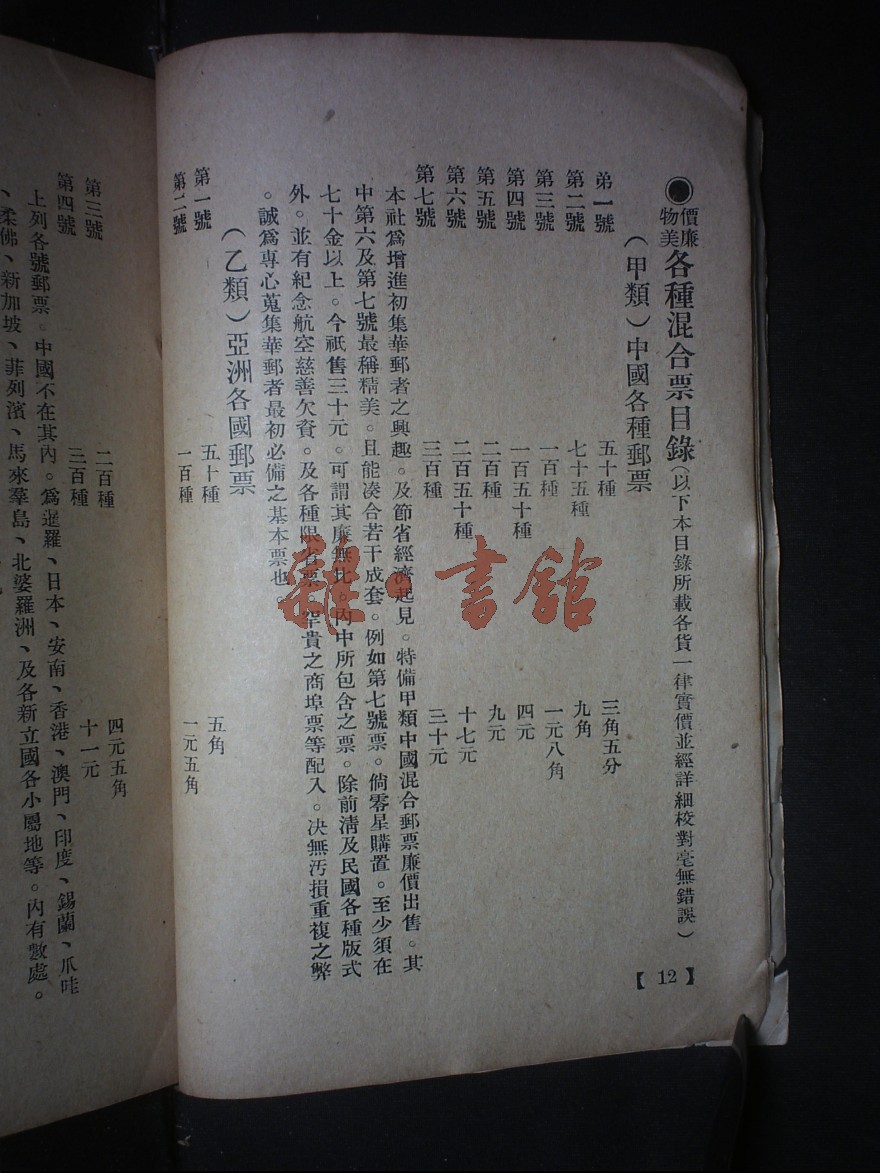 ●價廉物美各種混合票目錄(以下本目錄所載各貨一律實價並經詳細校對毫無錯誤)
(甲類)中國各種郵票
第一號 五十種 三角五分
第二號 七十五種 九角
第三號 一百種 一元八角
第四號 一百五十種 四元
第五號 二百種 九元
第六號 二百五十種 十七元
第七號 三百種 三十元
本社爲增進初集華郵者之興趣。及節省經濟起見。特備甲類中國混合郵票廉價出售。其
中第六及第七號最稱精美。且能凑合若干成套。例如第七號票。倘零星購置。至少須在
七十金以上。今祇售三十元。可謂其廉無比。內中所包含之票。除前清及民國各種版式
外。並有紀念航空慈善欠資。及各種限省票。罕貴之商埠票等配入。决無汚損重複之弊
。誠爲專心蒐集華郵者最初必備之基本票也。
(乙類)亞洲各國郵票
第一號 五十種 五角
第二號 一百種 一元五角
【12】
第三號 二百種 四元五角
第四號 三百種 十一元
上列各號郵票。中國不在其內。爲暹羅、日本、安南、香港、澳門、印度、錫蘭、爪哇
、柔佛、新加坡、菲列濱、馬來羣島、北婆羅洲、及各新立國各小屬地等。內有數處。
雜·書舘